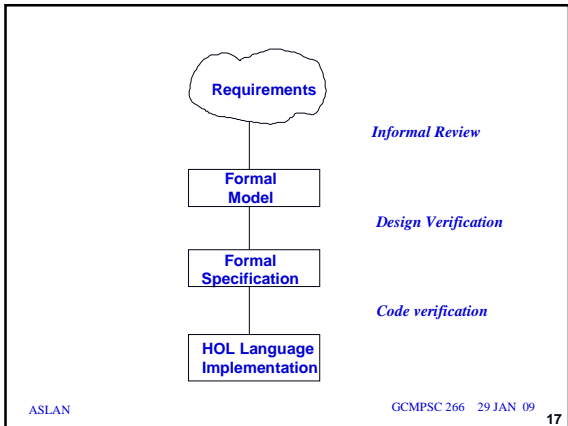 Requirements
Informal Review
Formal
Model
Design Verification
Formal
Specification
Code verification
HOL Language
Implementation
ASLAN
GCMPSC 266 29 JAN 09
17